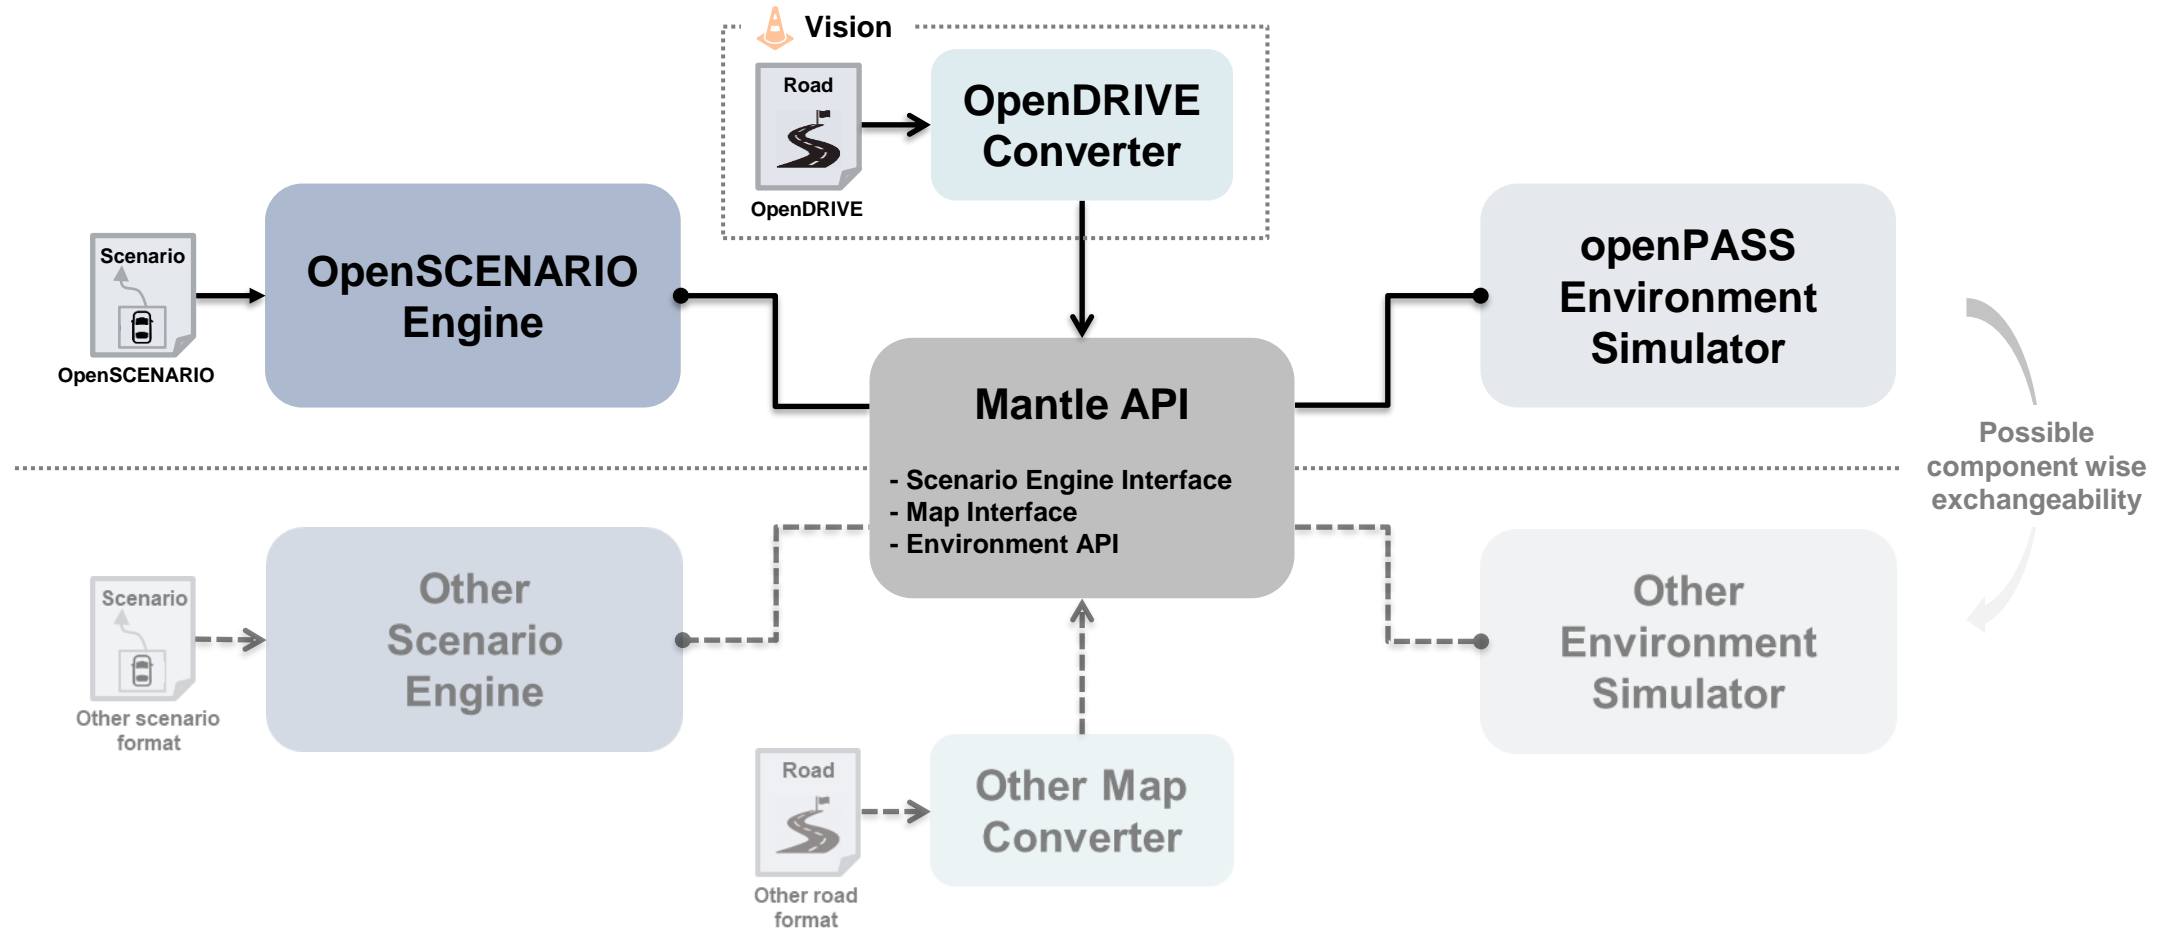 Vision
Road
OpenDRIVE
OpenDRIVE
Converter
Scenario
OpenSCENARIO
OpenSCENARIO
Engine
openPASS
Environment
Simulator
Mantle API
- Scenario Engine Interface
- Map Interface
- Environment API
Possible
component wise
exchangeability
Scenario
Other scenario
format
Other
Scenario
Engine
Other
Environment
Simulator
Road
Other road
format
Other Map
Converter